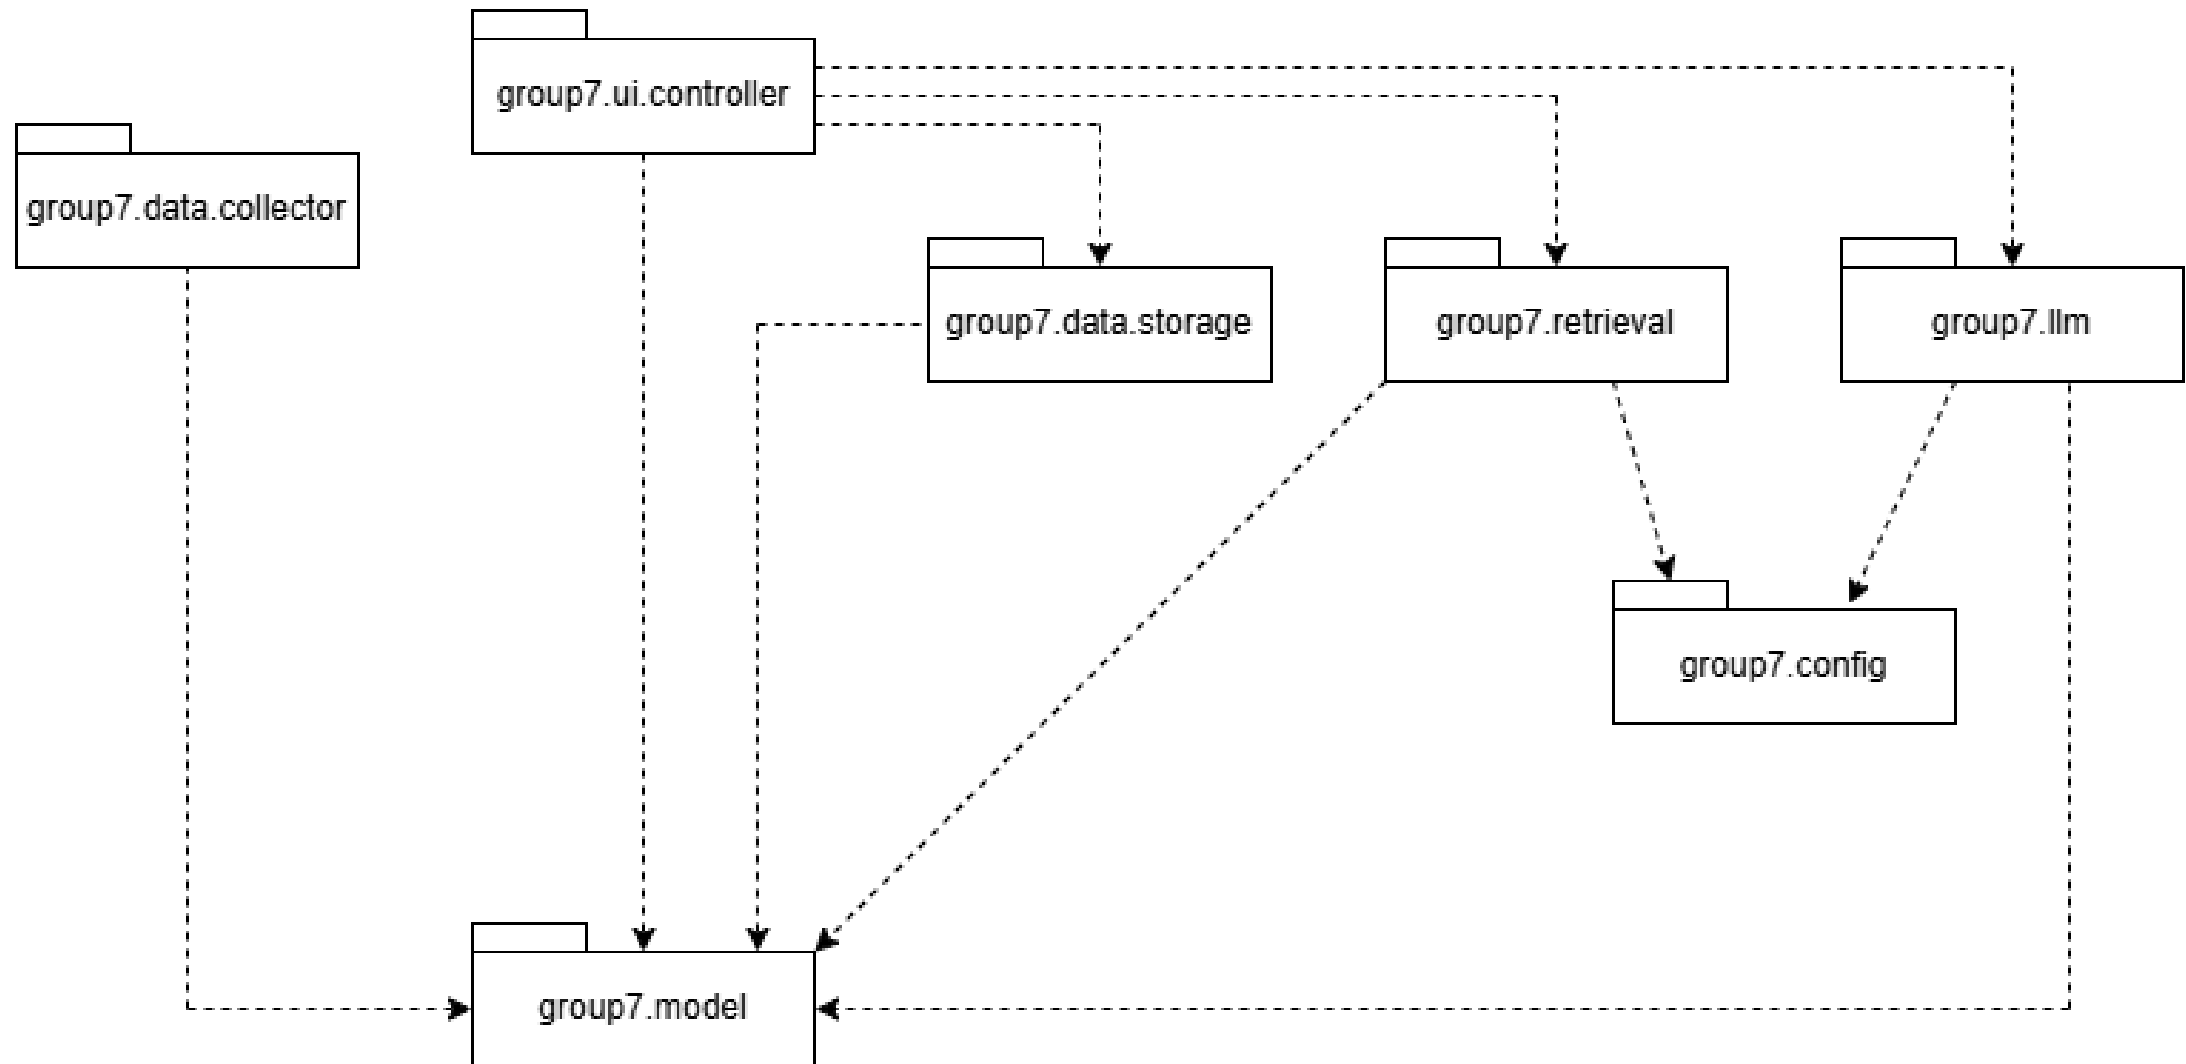 group7.ui.controller
group7.data.collector
group7.data.storage
group7.retrieval
group7.llm
group7.config
group7.model